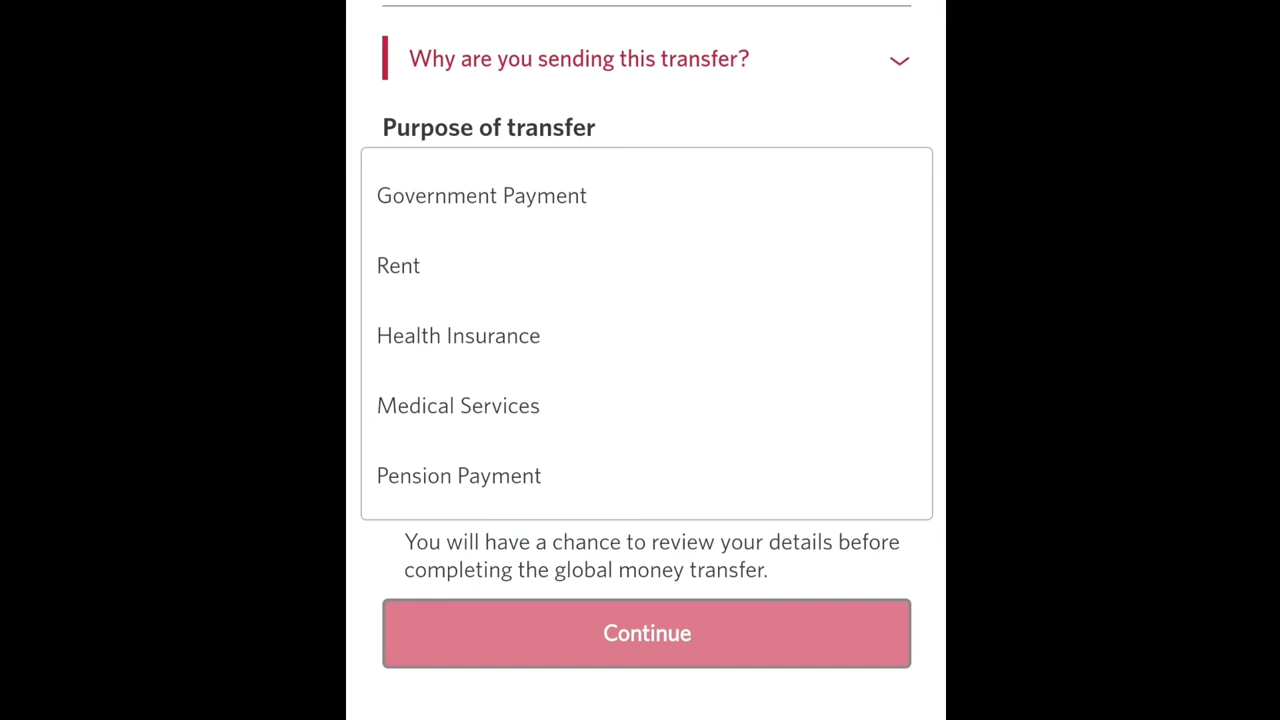 Why are you sending this transfer?
Purpose of transfer
Government Payment
Rent
Health Insurance
Medical Services
Pension Payment
You will have a chance to review your details before
completing the global money transfer.
Continue